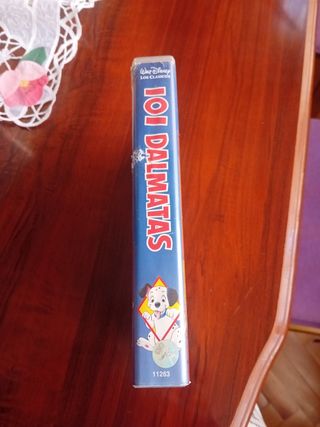 Walt Disney
LOS CLASICOS
101 DALMATAS
11263